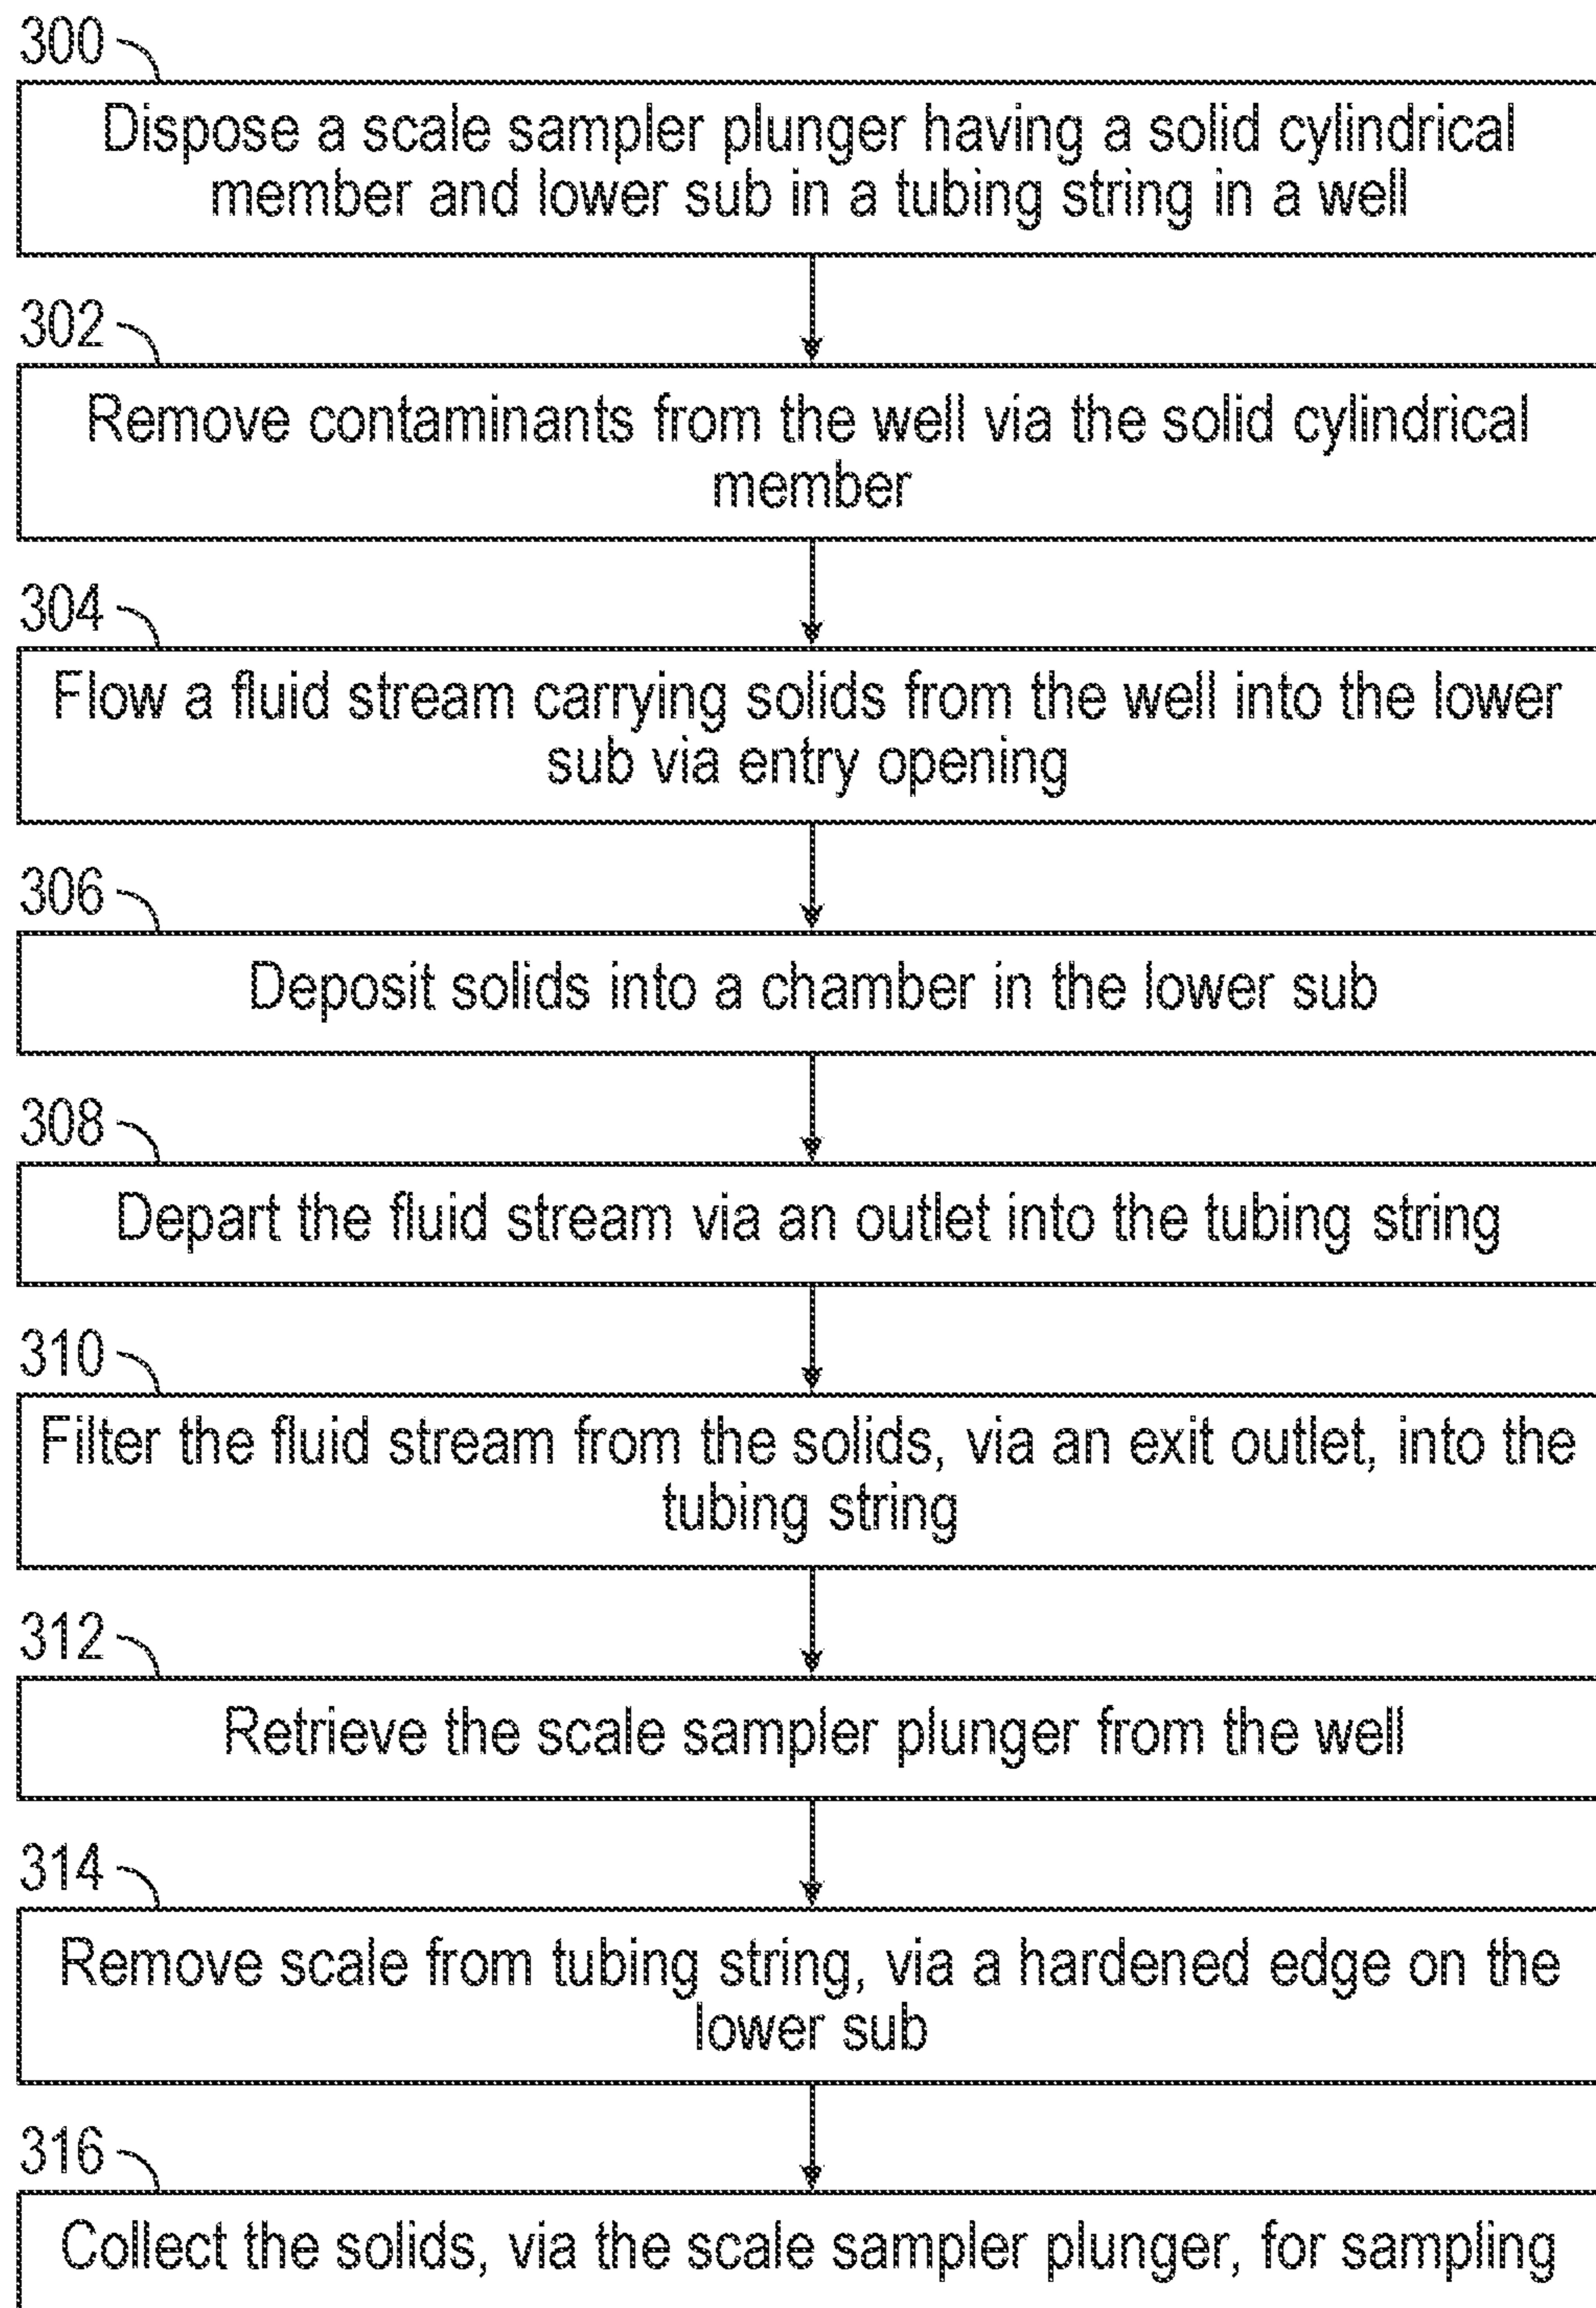 300
Dispose a scale sampler plunger having a solid cylindrical
member and lower sub in a tubing string in a well
302
Remove contaminants from the well via the solid cylindrical
member
304
Flow a fluid stream carrying solids from the well into the lower
sub via entry opening
306
Deposit solids into a chamber in the lower sub
308
Depart the fluid stream via an outlet into the tubing string
310
Filter the fluid stream from the solids, via an exit outlet, into the
tubing string
312
Retrieve the scale sampler plunger from the well
314
Remove scale from tubing string, via a hardened edge on the
lower sub
316
Collect the solids, via the scale sampler plunger, for sampling